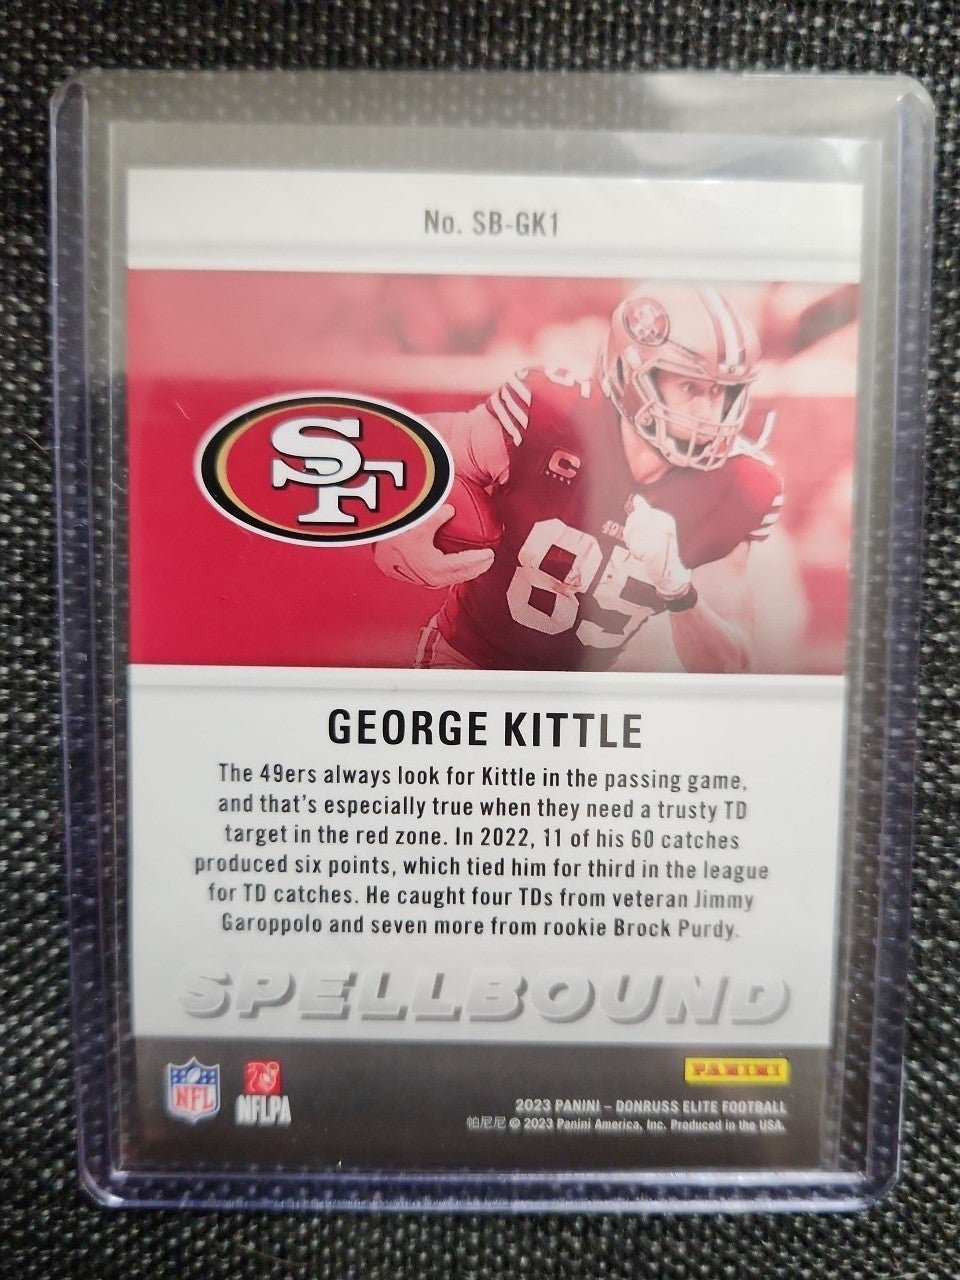 No. SB-GK1
SF
C
49ERS
85
85
GEORGE KITTLE
The 49ers always look for Kittle in the passing game,
and that's especially true when they need a trusty TD
target in the red zone. In 2022, 11 of his 60 catches
produced six points, which tied him for third in the league
for TD catches. He caught four TDs from veteran Jimmy
Garoppolo and seven more from rookie Brock Purdy.
SPELLBOUND
NFL
NFLPA
PANINI
2023 PANINI – DONRUSS ELITE FOOTBALL
帕尼尼 © 2023 Panini America, Inc. Produced in the USA.